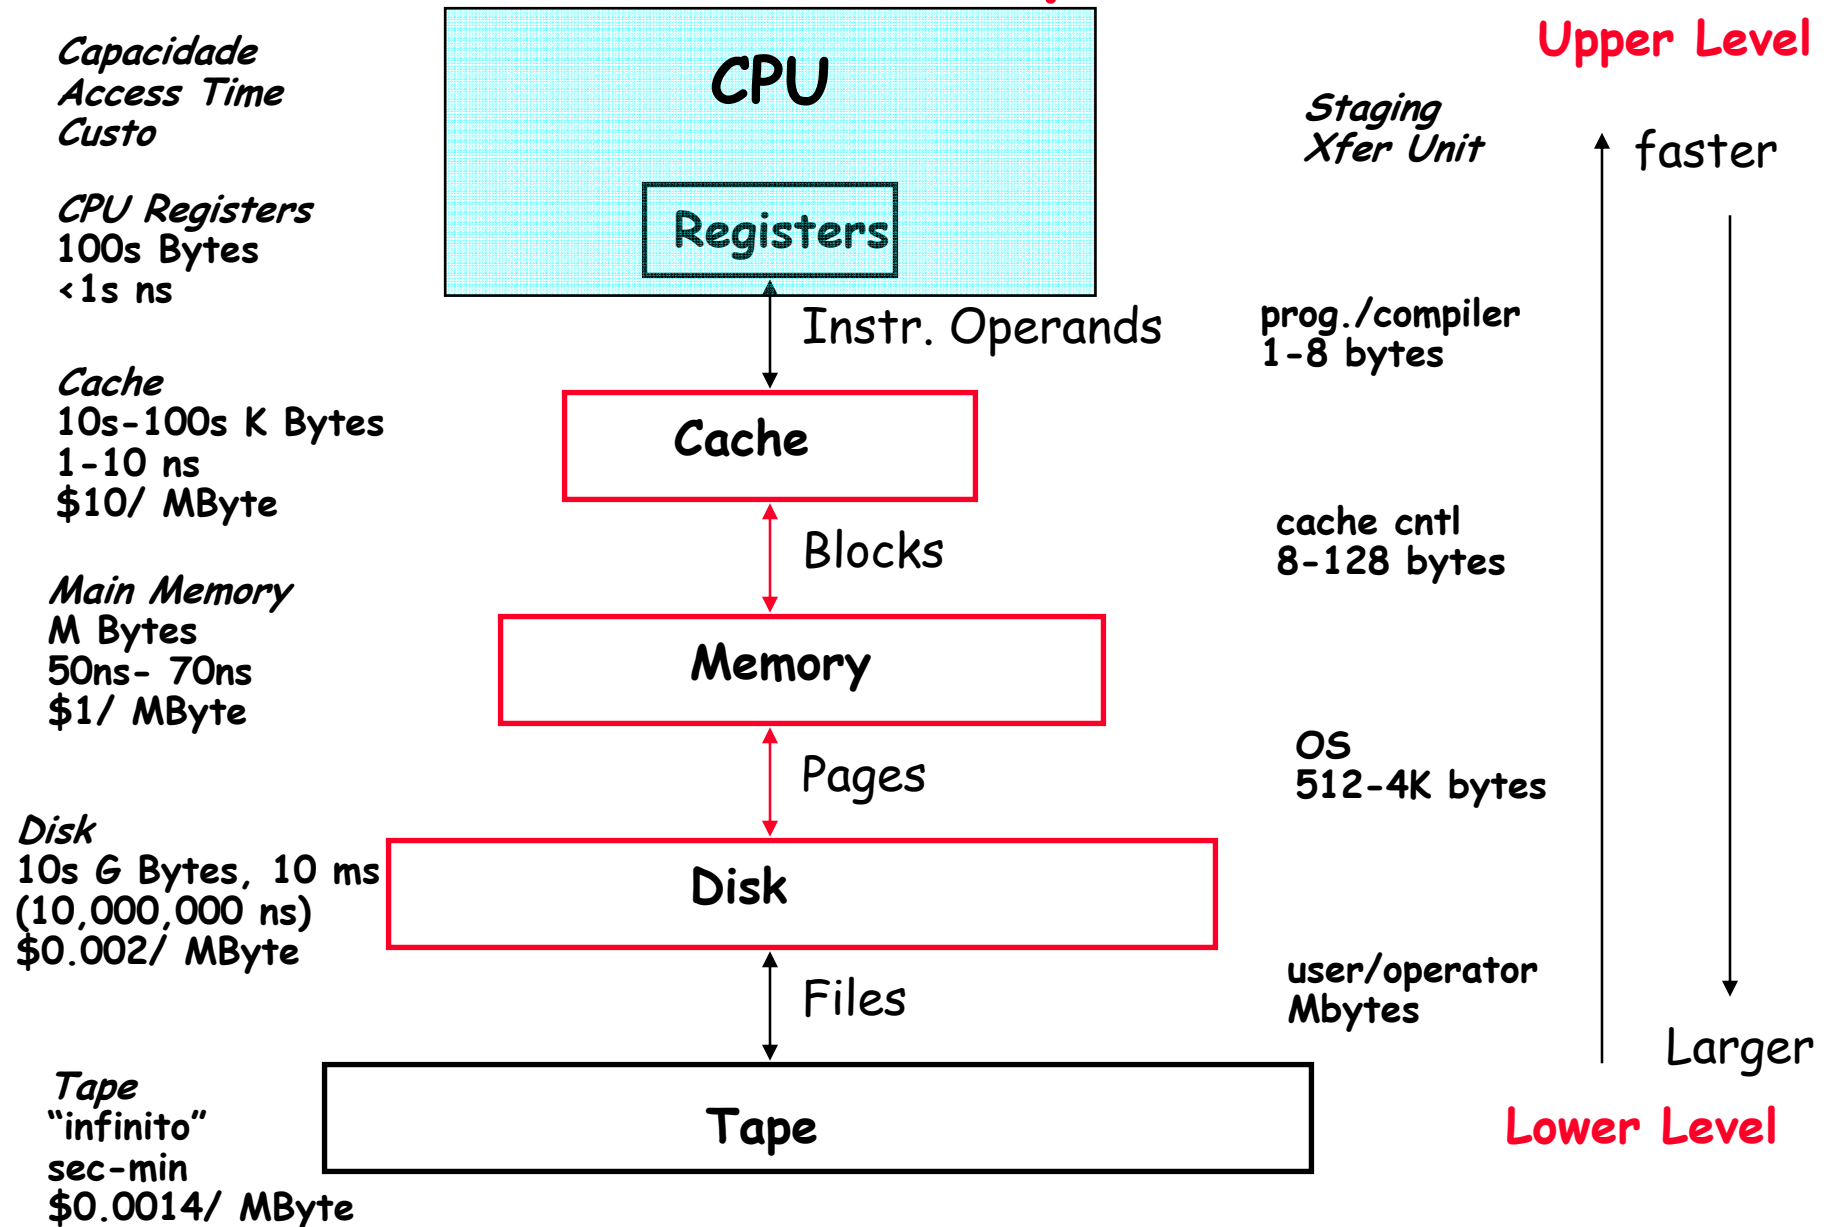 Capacidade
Access Time
Custo
CPU
Upper Level
Staging
Xfer Unit
faster
CPU Registers
100s Bytes
<1s ns
Registers
Instr. Operands
prog./compiler
1-8 bytes
Cache
10s-100s K Bytes
1-10 ns
$10/ MByte
Cache
Blocks
cache cntl
8-128 bytes
Main Memory
M Bytes
50ns- 70ns
$1/ MByte
Memory
Pages
OS
512-4K bytes
Disk
10s G Bytes, 10 ms
(10,000,000 ns)
$0.002/ MByte
Disk
Files
user/operator
Mbytes
Larger
Tape
“infinito”
sec-min
$0.0014/ MByte
Tape
Lower Level